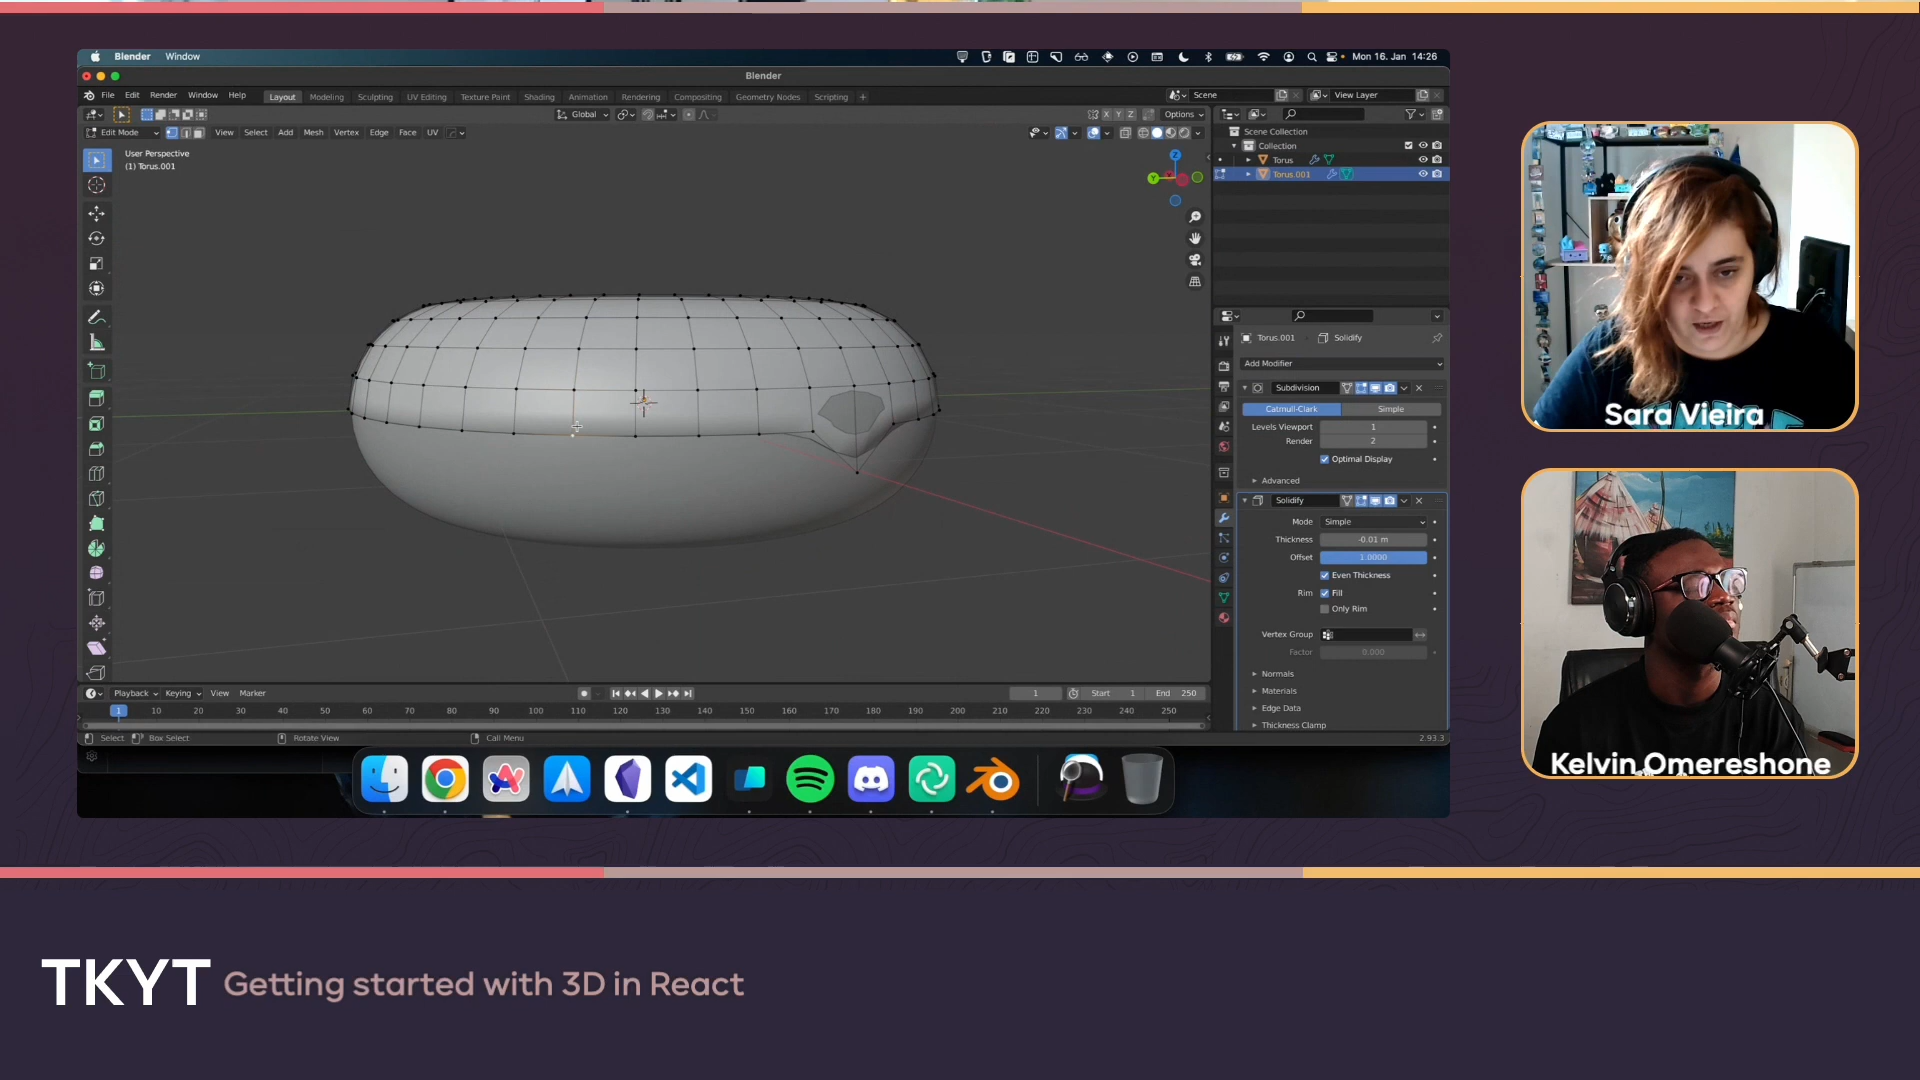 Blender Window Mon 16. Jan 14:26
Blender
File Edit Render Window Help Layout Modeling Sculpting UV Editing Texture Paint Shading Animation Rendering Compositing Geometry Nodes Scripting + Scene View Layer
Global X Y Z Options
Edit Mode View Select Add Mesh Vertex Edge Face UV
User Perspective
(1) Torus.001
Z
Y
Scene Collection
Collection
Torus
Torus.001
Torus.001 Solidify
Add Modifier
Subdivision
Catmull-Clark Simple
Levels Viewport 1
Render 2
Optimal Display
Advanced
Solidify
Mode Simple
Thickness -0.01 m
Offset 1.0000
Even Thickness
Rim Fill
Only Rim
Vertex Group
Factor 0.000
Normals
Materials
Edge Data
Thickness Clamp
Playback Keying View Marker 1 Start 1 End 250
1 10 20 30 40 50 60 70 80 90 100 110 120 130 140 150 160 170 180 190 200 210 220 230 240 250
Select Box Select Rotate View Call Menu 2.93.3
Sara Vieira
Kelvin Omereshone
TKYT Getting started with 3D in React